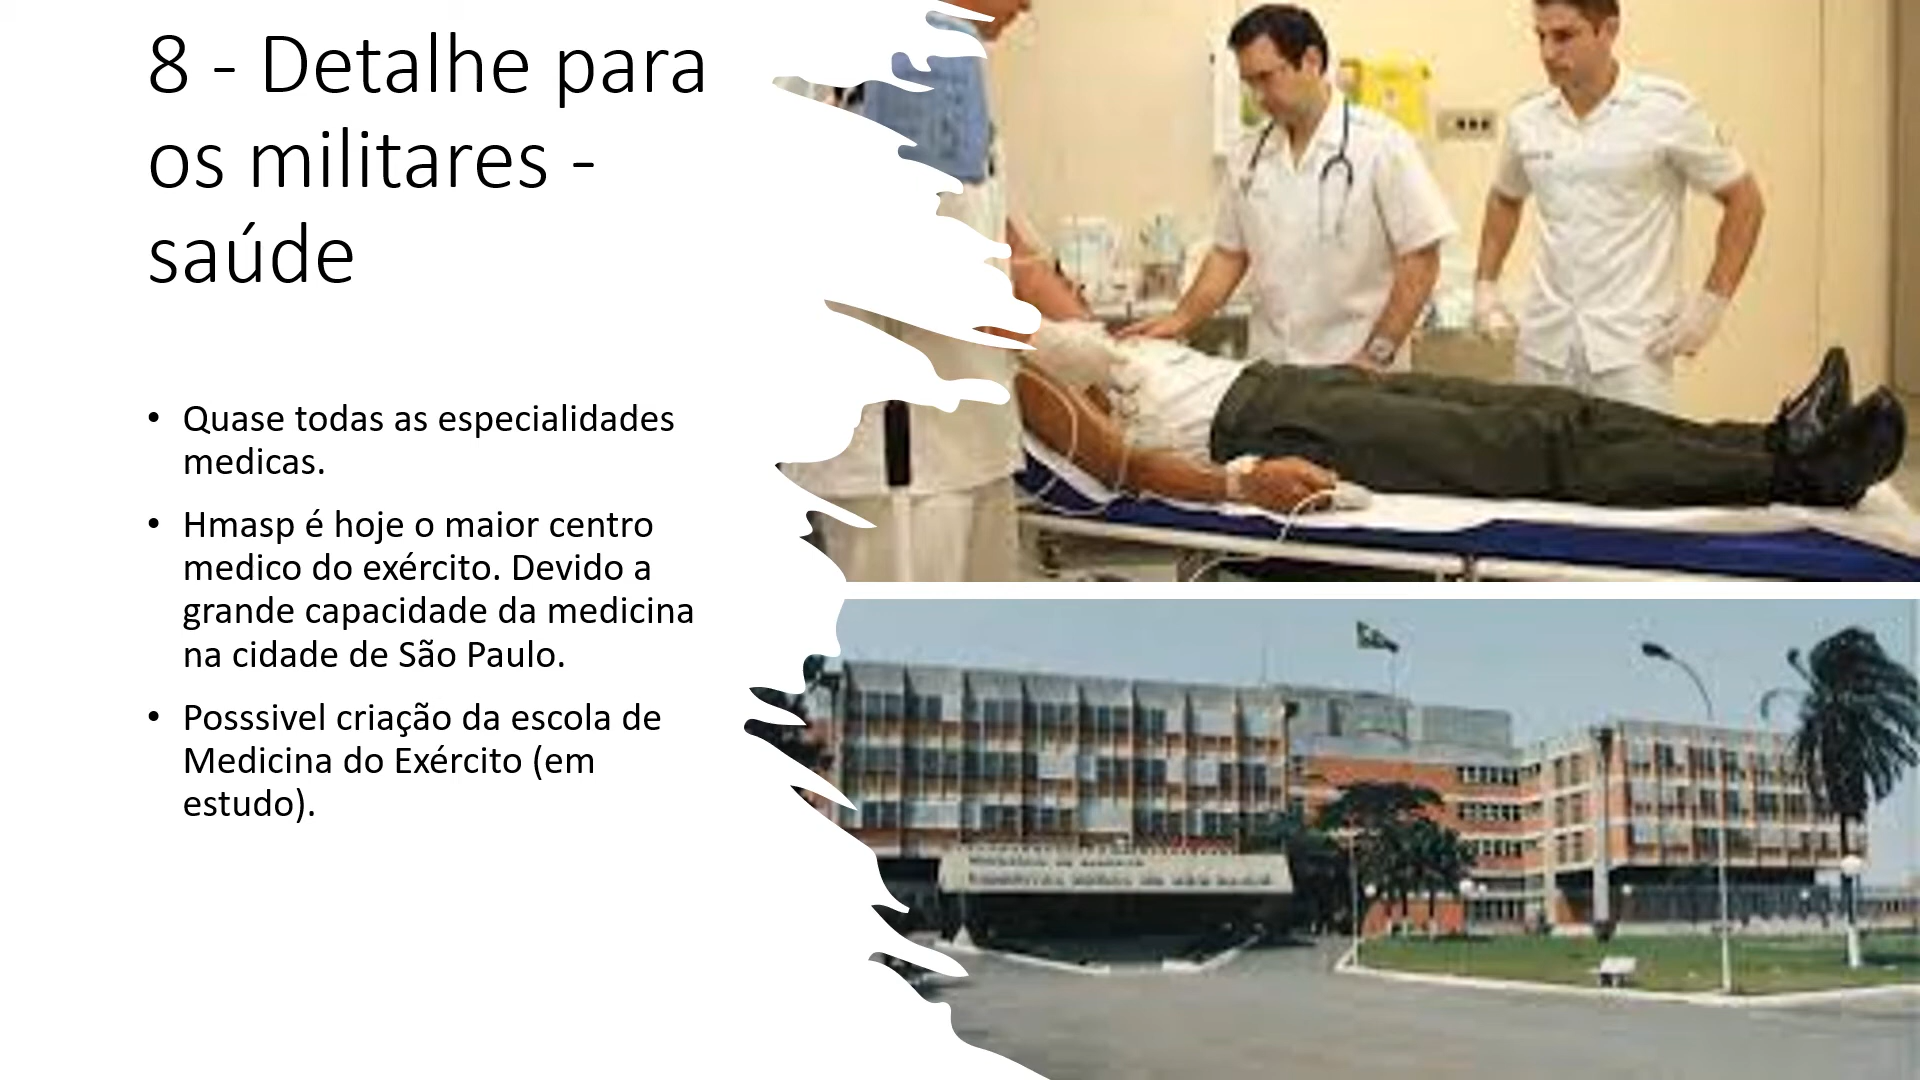 8 - Detalhe para
os militares -
saúde
• Quase todas as especialidades
medicas.
• Hmasp é hoje o maior centro
medico do exército. Devido a
grande capacidade da medicina
na cidade de São Paulo.
• Posssivel criação da escola de
Medicina do Exército (em
estudo).